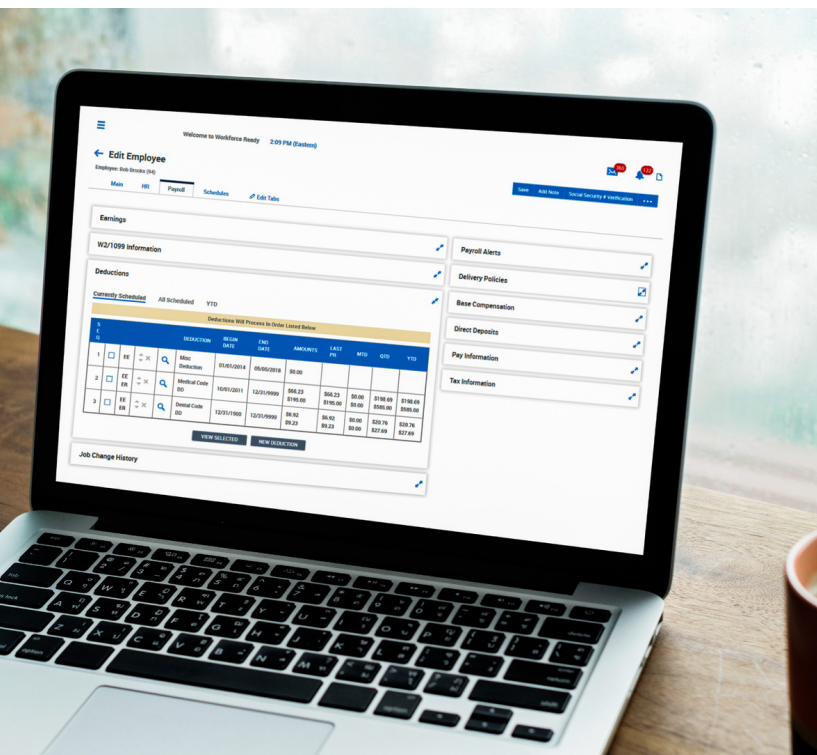 Welcome to Workforce Ready 2:09 PM (Eastern)
Edit Employee
Employee: Bob Brooks (94)
Main HR Payroll Schedules Edit Tabs
Save Add Note Social Security # Verification
Earnings
W2/1099 Information
Deductions
Currently Scheduled All Scheduled YTD
Deductions Will Process In Order Listed Below
SEQ DEDUCTION BEGIN DATE END DATE AMOUNTS LAST PR MTD QTD YTD
1 EE Misc Deduction 01/01/2014 05/05/2018 $0.00
2 EE ER Medical Code DD 10/01/2011 12/31/9999 $66.23 $195.00 $66.23 $195.00 $0.00 $0.00 $198.69 $585.00 $198.69 $585.00
3 EE ER Dental Code DD 12/31/1900 12/31/9999 $6.92 $9.23 $6.92 $9.23 $0.00 $0.00 $20.76 $27.69 $20.76 $27.69
VIEW SELECTED NEW DEDUCTION
Job Change History
Payroll Alerts
Delivery Policies
Base Compensation
Direct Deposits
Pay Information
Tax Information